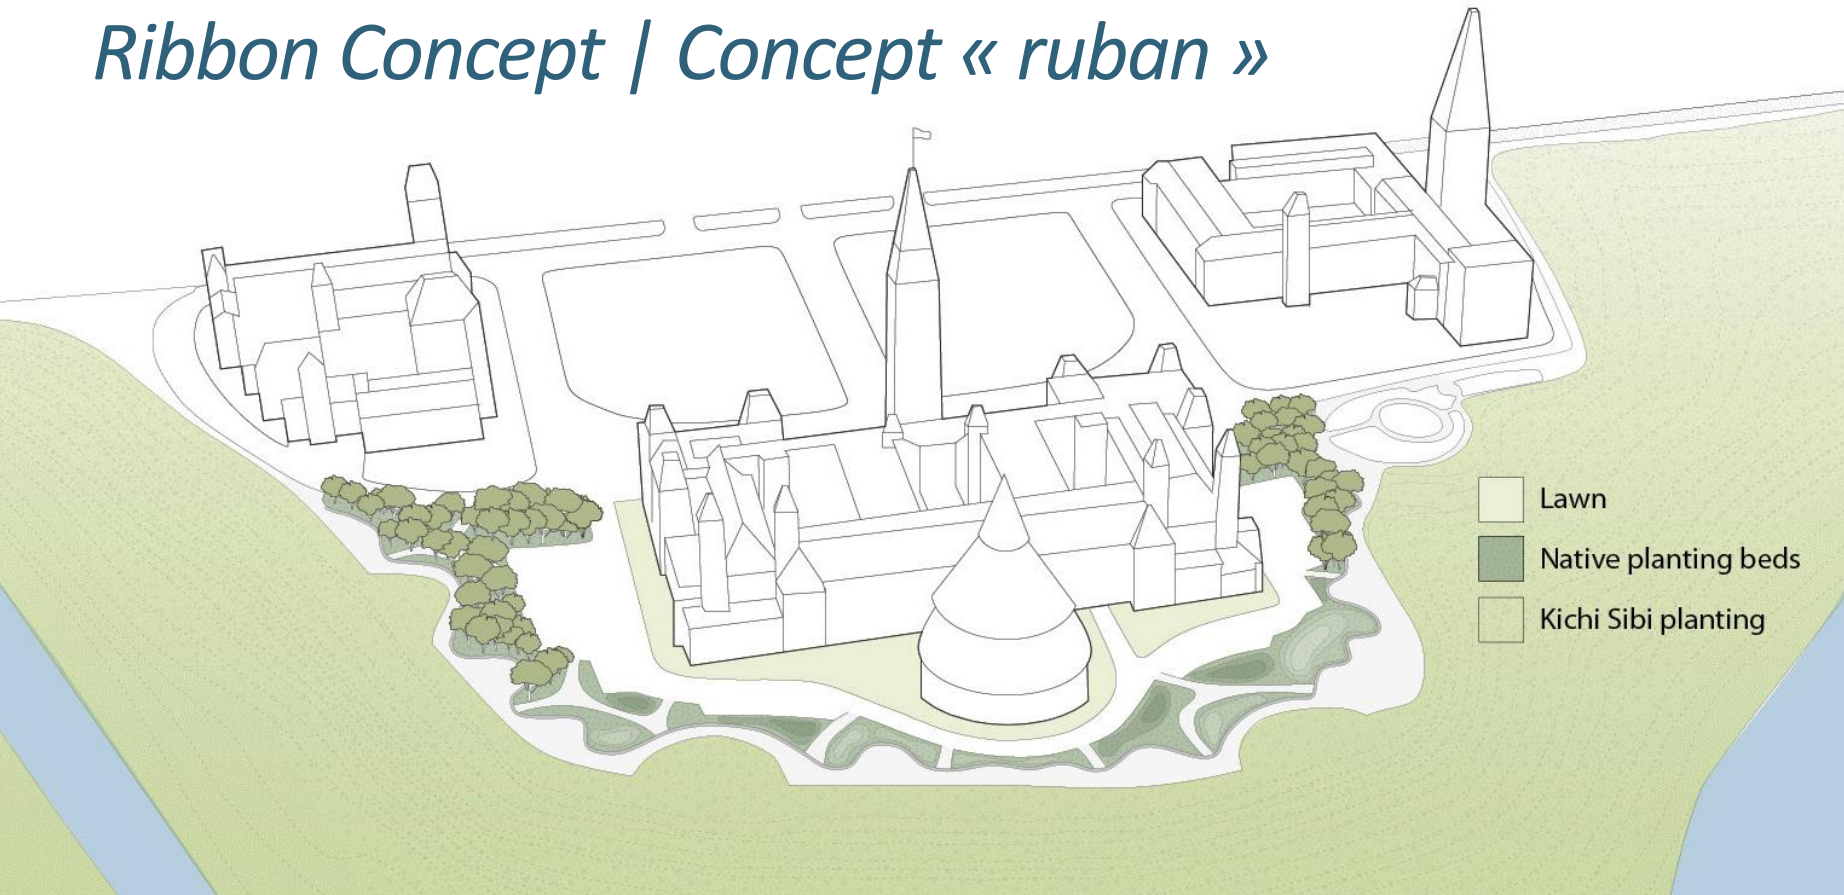 Ribbon Concept | Concept « ruban »
Lawn
Native planting beds
Kichi Sibi planting